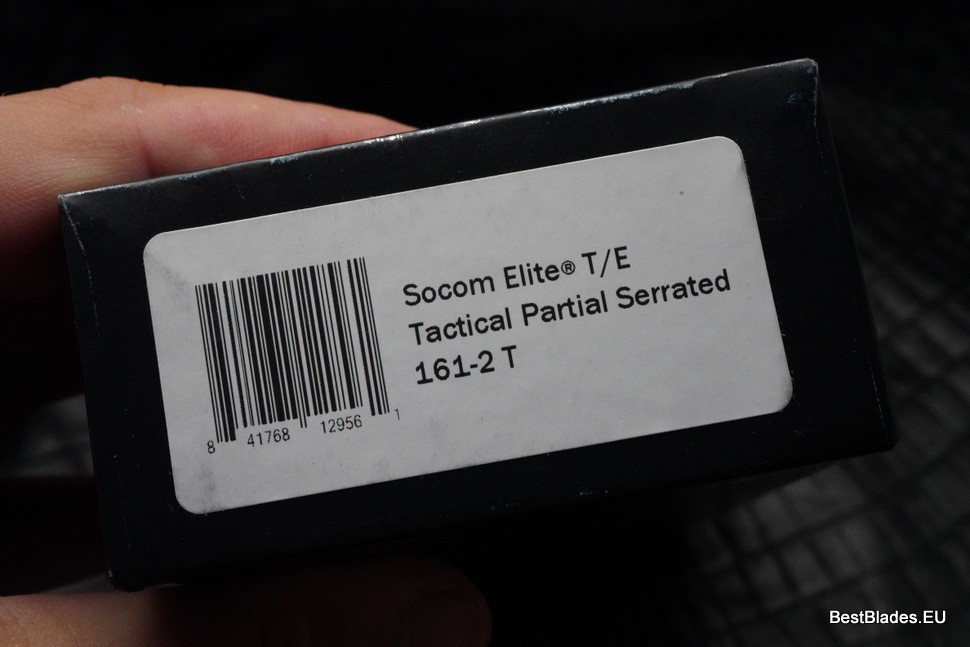 Socom Elite® T/E
Tactical Partial Serrated
161-2 T
8 41768 12956 1
BestBlades.EU